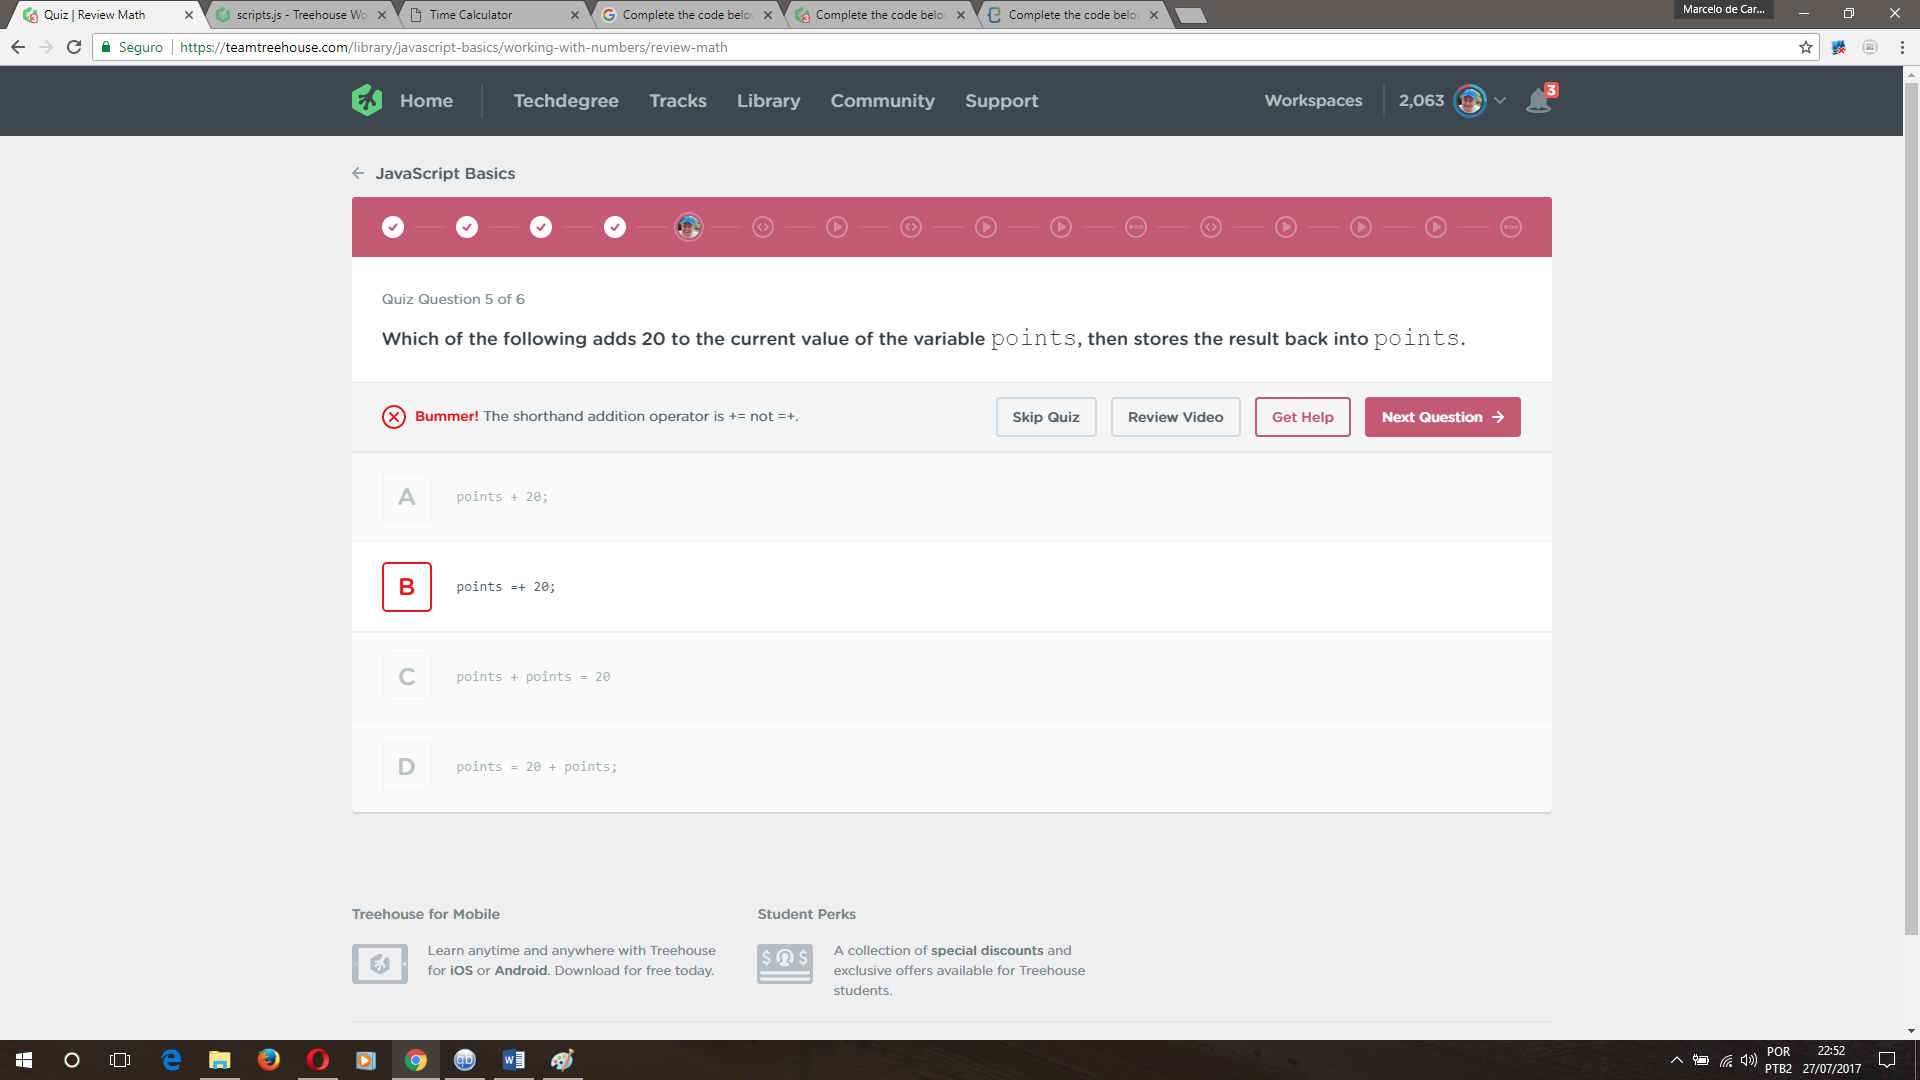 Quiz | Review Math
scripts.js - Treehouse Wo
Time Calculator
Complete the code belo
Complete the code belo
Complete the code belo
Marcelo de Car...
Seguro
https://teamtreehouse.com/library/javascript-basics/working-with-numbers/review-math
Home
Techdegree
Tracks
Library
Community
Support
Workspaces
2,063
3
JavaScript Basics
Quiz Question 5 of 6
Which of the following adds 20 to the current value of the variable points, then stores the result back into points.
Bummer! The shorthand addition operator is += not =+.
Skip Quiz
Review Video
Get Help
Next Question
A
points + 20;
B
points =+ 20;
C
points + points = 20
D
points = 20 + points;
Treehouse for Mobile
Learn anytime and anywhere with Treehouse
for iOS or Android. Download for free today.
Student Perks
A collection of special discounts and
exclusive offers available for Treehouse
students.
POR
PTB2
22:52
27/07/2017